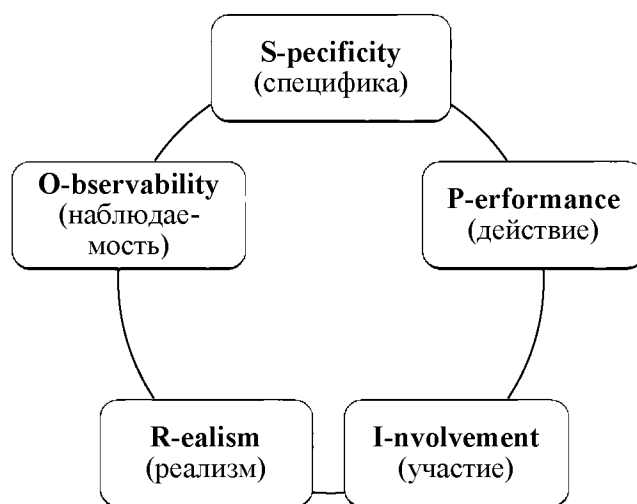 S-pecificity
(специфика)
P-erformance
(действие)
I-nvolvement
(участие)
R-ealism
(реализм)
O-bservability
(наблюдае-
мость)